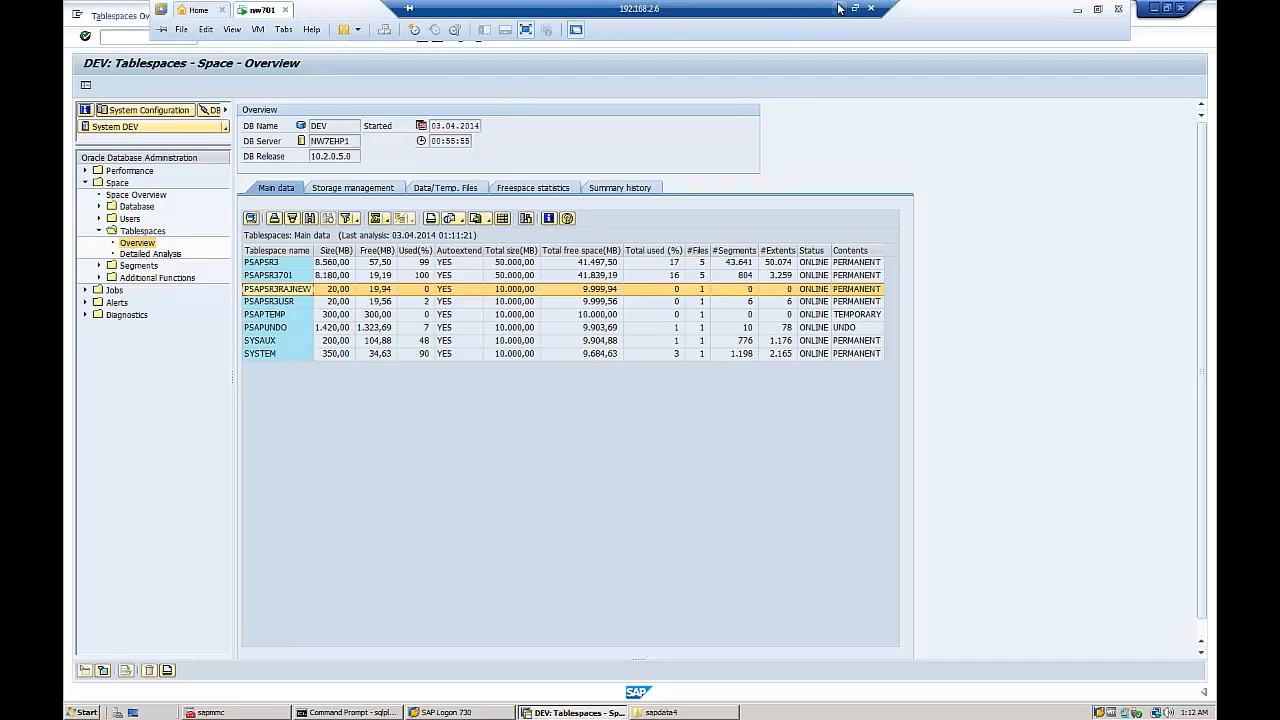 Tablespaces Ove
Home
nw701
192.168.2.6
File Edit View VM Tabs Help
DEV: Tablespaces - Space - Overview
System Configuration DB
System DEV
Oracle Database Administration
Performance
Space
Space Overview
Database
Users
Tablespaces
Overview
Detailed Analysis
Segments
Additional Functions
Jobs
Alerts
Diagnostics
Overview
DB Name DEV Started 03.04.2014
DB Server NW7EHP1 00:55:55
DB Release 10.2.0.5.0
Main data Storage management Data/Temp. Files Freespace statistics Summary history
Tablespaces: Main data (Last analysis: 03.04.2014 01:11:21)
Tablespace name Size(MB) Free(MB) Used(%) Autoextend Total size(MB) Total free space(MB) Total used (%) #Files #Segments #Extents Status Contents
PSAPSR3 8.560,00 57,50 99 YES 50.000,00 41.497,50 17 5 43.641 50.074 ONLINE PERMANENT
PSAPSR3701 8.180,00 19,19 100 YES 50.000,00 41.839,19 16 5 804 3.259 ONLINE PERMANENT
PSAPSR3RAJNEW 20,00 19,94 0 YES 10.000,00 9.999,94 0 1 0 0 ONLINE PERMANENT
PSAPSR3USR 20,00 19,56 2 YES 10.000,00 9.999,56 0 1 6 6 ONLINE PERMANENT
PSAPTEMP 300,00 300,00 0 YES 10.000,00 10.000,00 0 1 0 0 ONLINE TEMPORARY
PSAPUNDO 1.420,00 1.323,69 7 YES 10.000,00 9.903,69 1 1 10 78 ONLINE UNDO
SYSAUX 200,00 104,88 48 YES 10.000,00 9.904,88 1 1 776 1.176 ONLINE PERMANENT
SYSTEM 350,00 34,63 90 YES 10.000,00 9.684,63 3 1 1.198 2.165 ONLINE PERMANENT
SAP
Start sapmmc Command Prompt - sqlpl... SAP Logon 730 DEV: Tablespaces - Sp... sapdata4 1:12 AM